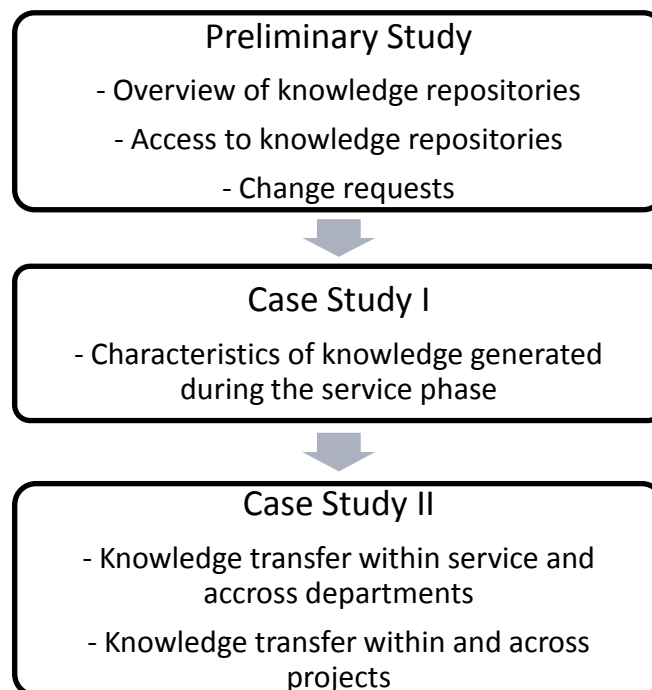 Preliminary Study
- Overview of knowledge repositories
- Access to knowledge repositories
- Change requests
Case Study I
- Characteristics of knowledge generated
during the service phase
Case Study II
- Knowledge transfer within service and
accross departments
- Knowledge transfer within and across
projects